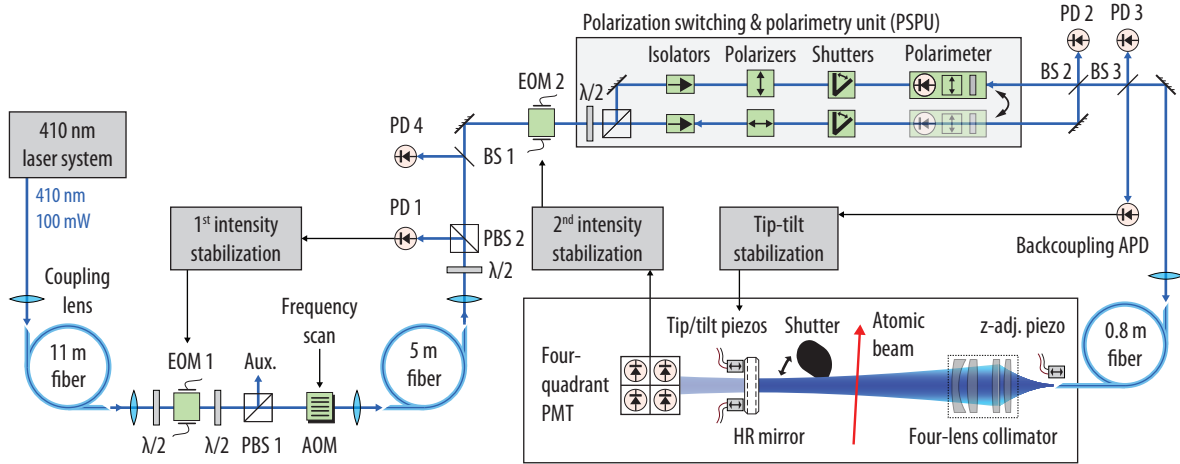 Polarization switching & polarimetry unit (PSPU)
PD 2
PD 3
Isolators
Polarizers
Shutters
Polarimeter
EOM 2
λ/2
BS 2
BS 3
410 nm
laser system
410 nm
100 mW
PD 4
BS 1
1st intensity
stabilization
PD 1
PBS 2
λ/2
2nd intensity
stabilization
Tip-tilt
stabilization
Backcoupling APD
Coupling
lens
11 m
fiber
Frequency
scan
5 m
fiber
EOM 1
Aux.
λ/2
λ/2
PBS 1
AOM
Four-
quadrant
PMT
Tip/tilt piezos
Shutter
Atomic
beam
z-adj. piezo
0.8 m
fiber
HR mirror
Four-lens collimator